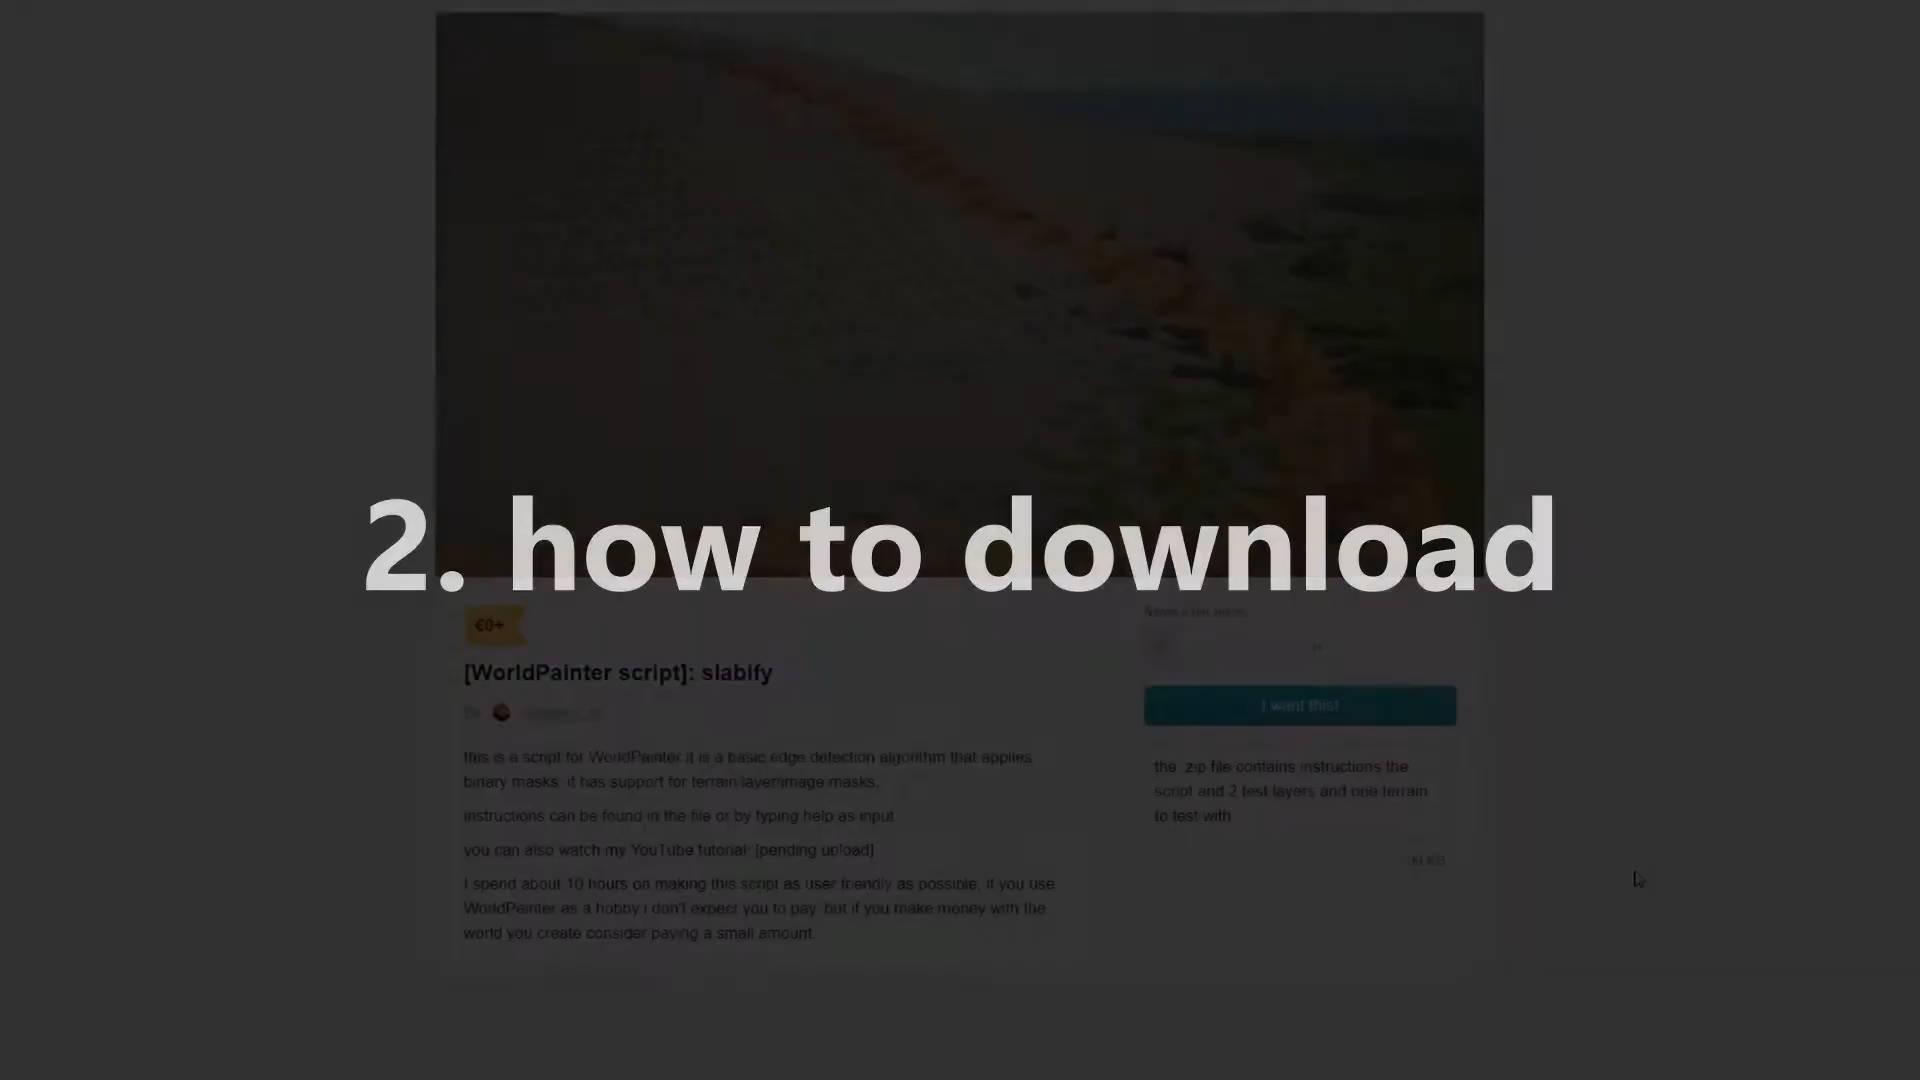 2. how to download
€0+
[WorldPainter script]: slabify
I want this!
this is a script for WorldPainter it is a basic edge detection algorithm that applies
binary masks. it has support for terrain/layer/image masks.
the .zip file contains instructions the
script and 2 test layers and one terrain
to test with
instructions can be found in the file or by typing help as input
you can also watch my YouTube tutorial: [pending upload]
I spend about 10 hours on making this script as user friendly as possible, if you use
WorldPainter as a hobby i don't expect you to pay. but if you make money with the
world you create consider paying a small amount.